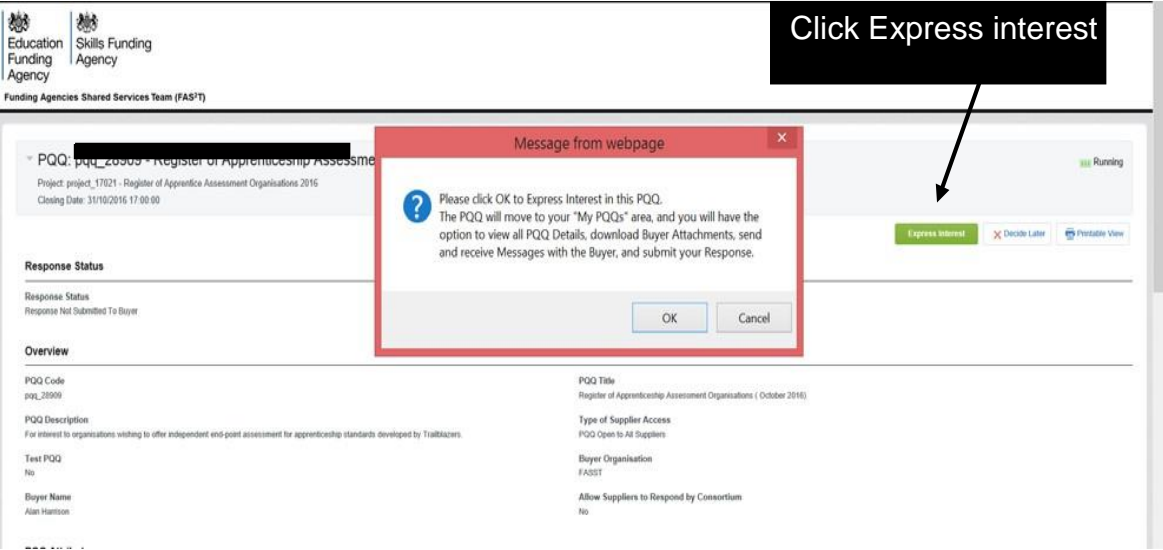 Click Express interest
Education
Funding
Agency
Skills Funding
Agency
Funding Agencies Shared Services Team (FAS³T)
PQQ: pqq_28909 - Register of Apprenticeship Assessme
Project: project_17021 - Register of Apprentice Assessment Organisations 2016
Closing Date: 31/10/2016 17:00:00
Running
Message from webpage
Please click OK to Express Interest in this PQQ.
The PQQ will move to your "My PQQs" area, and you will have the
option to view all PQQ Details, download Buyer Attachments, send
and receive Messages with the Buyer, and submit your Response.
OK
Cancel
Express Interest
Decide Later
Printable View
Response Status
Response Status
Response Not Submitted To Buyer
Overview
PQQ Code
pqq_28909
PQQ Title
Register of Apprenticeship Assessment Organisations ( October 2016)
PQQ Description
For interest to organisations wishing to offer independent end-point assessment for apprenticeship standards developed by Trailblazers.
Type of Supplier Access
PQQ Open to All Suppliers
Test PQQ
No
Buyer Organisation
FASST
Buyer Name
Alan Harrison
Allow Suppliers to Respond by Consortium
No